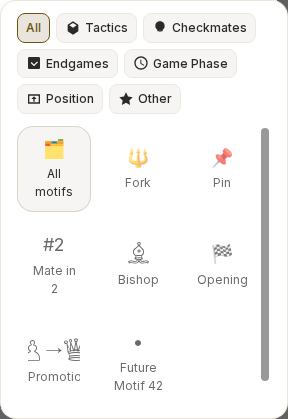 All
Tactics
Checkmates
Endgames
Game Phase
Position
Other
All
motifs
Fork
Pin
#2
Mate in
2
Bishop
Opening
Promotic
Future
Motif 42